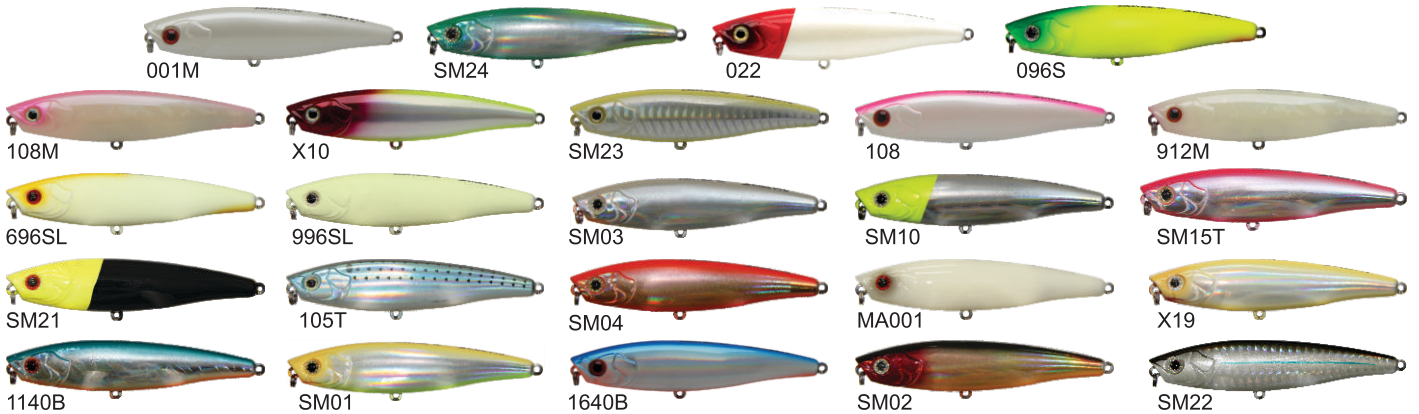 001M
SM24
022
096S
108M
X10
SM23
108
912M
696SL
996SL
SM03
SM10
SM15T
SM21
105T
SM04
MA001
X19
1140B
SM01
1640B
SM02
SM22